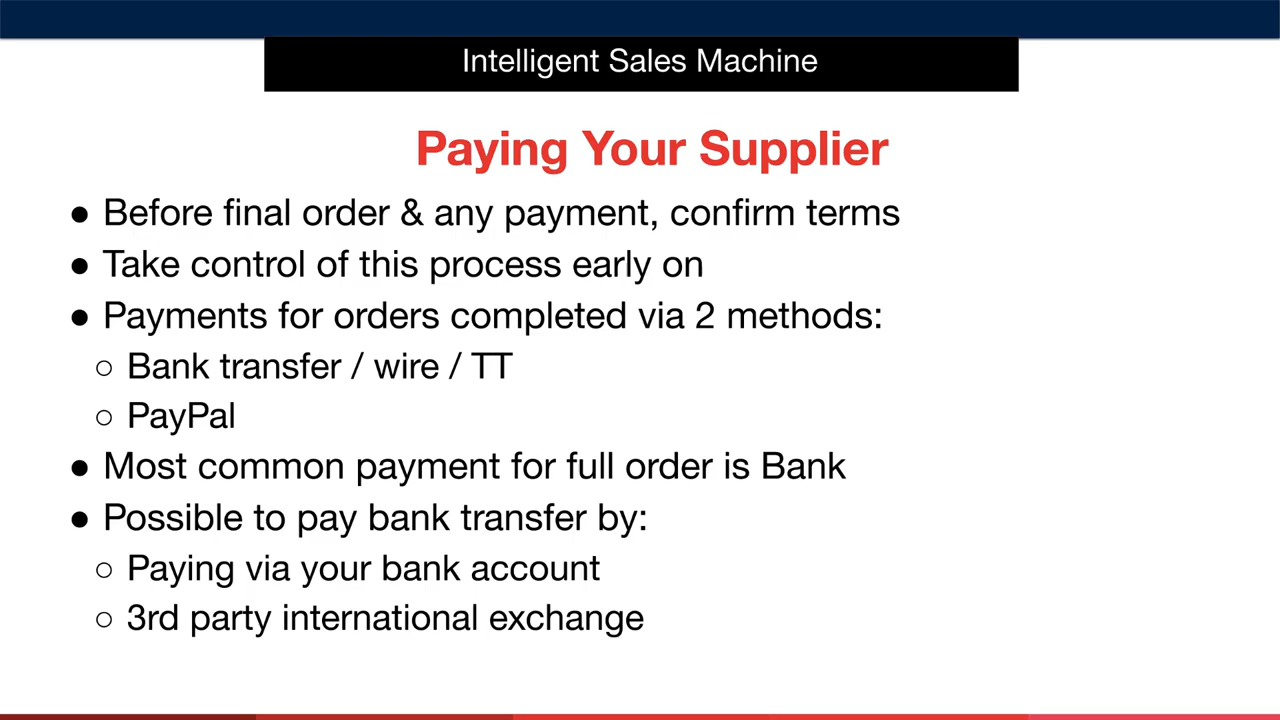 Intelligent Sales Machine
Paying Your Supplier
● Before final order & any payment, confirm terms
● Take control of this process early on
● Payments for orders completed via 2 methods:
○ Bank transfer / wire / TT
○ PayPal
● Most common payment for full order is Bank
● Possible to pay bank transfer by:
○ Paying via your bank account
○ 3rd party international exchange